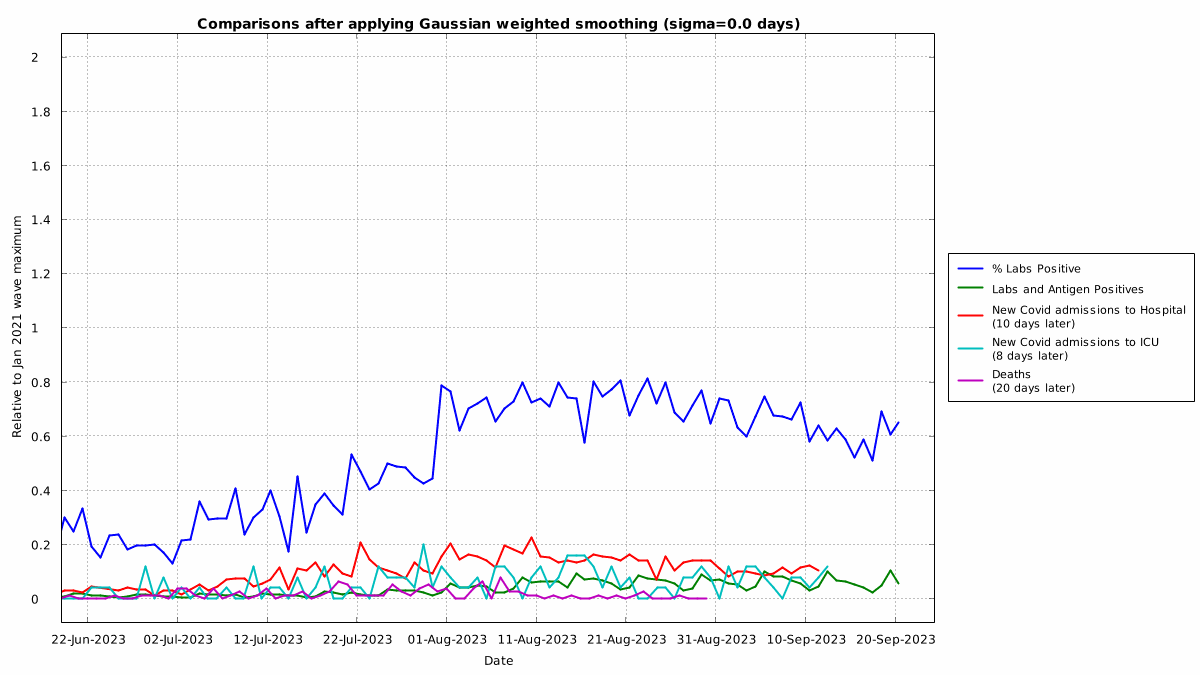 Comparisons after applying Gaussian weighted smoothing (sigma=0.0 days)
Relative to Jan 2021 wave maximum
2
1.8
1.6
1.4
1.2
1
0.8
0.6
0.4
0.2
0
22-Jun-2023 02-Jul-2023 12-Jul-2023 22-Jul-2023 01-Aug-2023 11-Aug-2023 21-Aug-2023 31-Aug-2023 10-Sep-2023 20-Sep-2023
Date
% Labs Positive
Labs and Antigen Positives
New Covid admissions to Hospital
(10 days later)
New Covid admissions to ICU
(8 days later)
Deaths
(20 days later)